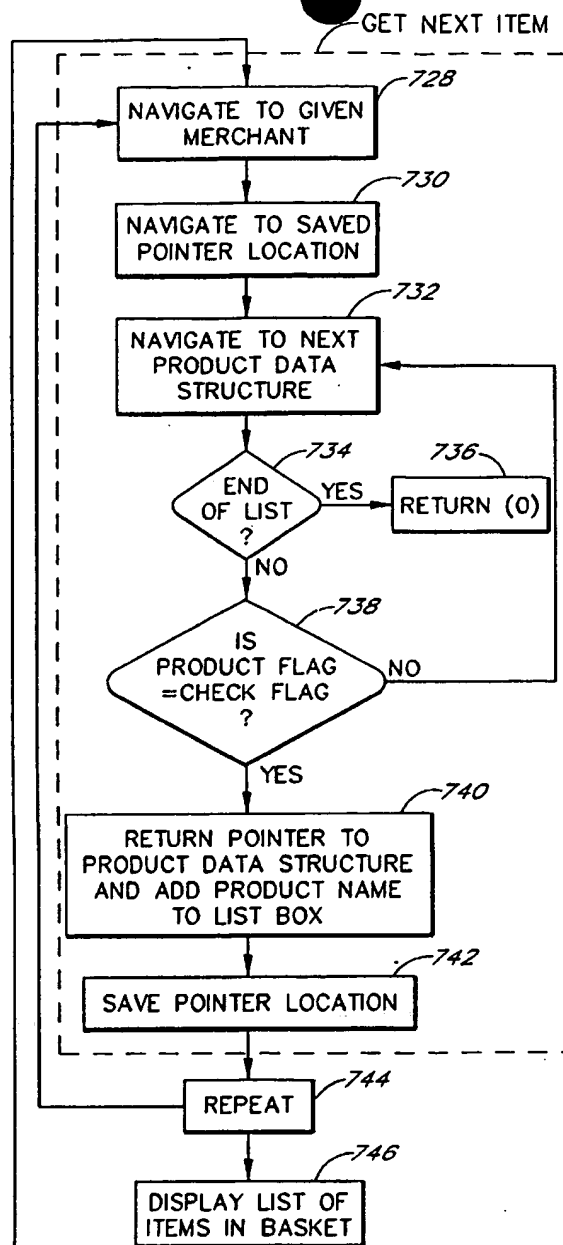 GET NEXT ITEM
728
NAVIGATE TO GIVEN
MERCHANT
730
NAVIGATE TO SAVED
POINTER LOCATION
732
NAVIGATE TO NEXT
PRODUCT DATA
STRUCTURE
734
END
OF LIST
?
YES
736
RETURN (0)
NO
738
IS
PRODUCT FLAG
=CHECK FLAG
?
NO
YES
740
RETURN POINTER TO
PRODUCT DATA STRUCTURE
AND ADD PRODUCT NAME
TO LIST BOX
742
SAVE POINTER LOCATION
744
REPEAT
746
DISPLAY LIST OF
ITEMS IN BASKET